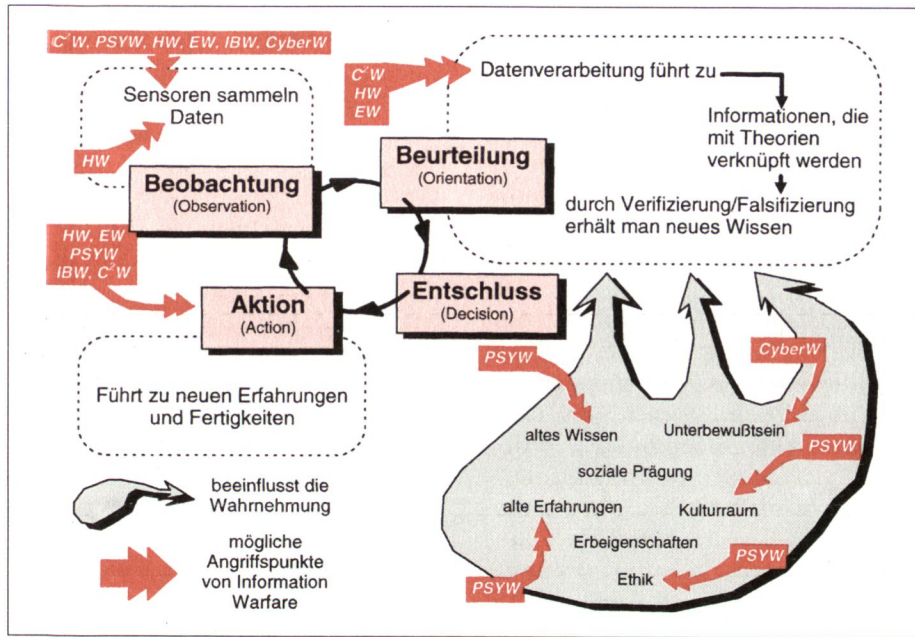 C²W, PSYW, HW, EW, IBW, CyberW
Sensoren sammeln
Daten
HW
Beobachtung
(Observation)
C²W
HW
EW
Datenverarbeitung führt zu
Informationen, die
mit Theorien
verknüpft werden
durch Verifizierung/Falsifizierung
erhält man neues Wissen
Beurteilung
(Orientation)
HW, EW
PSYW
IBW, C²W
Aktion
(Action)
Entschluss
(Decision)
Führt zu neuen Erfahrungen
und Fertigkeiten
PSYW
CyberW
altes Wissen
Unterbewußtsein
PSYW
soziale Prägung
alte Erfahrungen
Kulturraum
Erbeigenschaften
PSYW
Ethik
PSYW
beeinflusst die
Wahrnehmung
mögliche
Angriffspunkte
von Information
Warfare